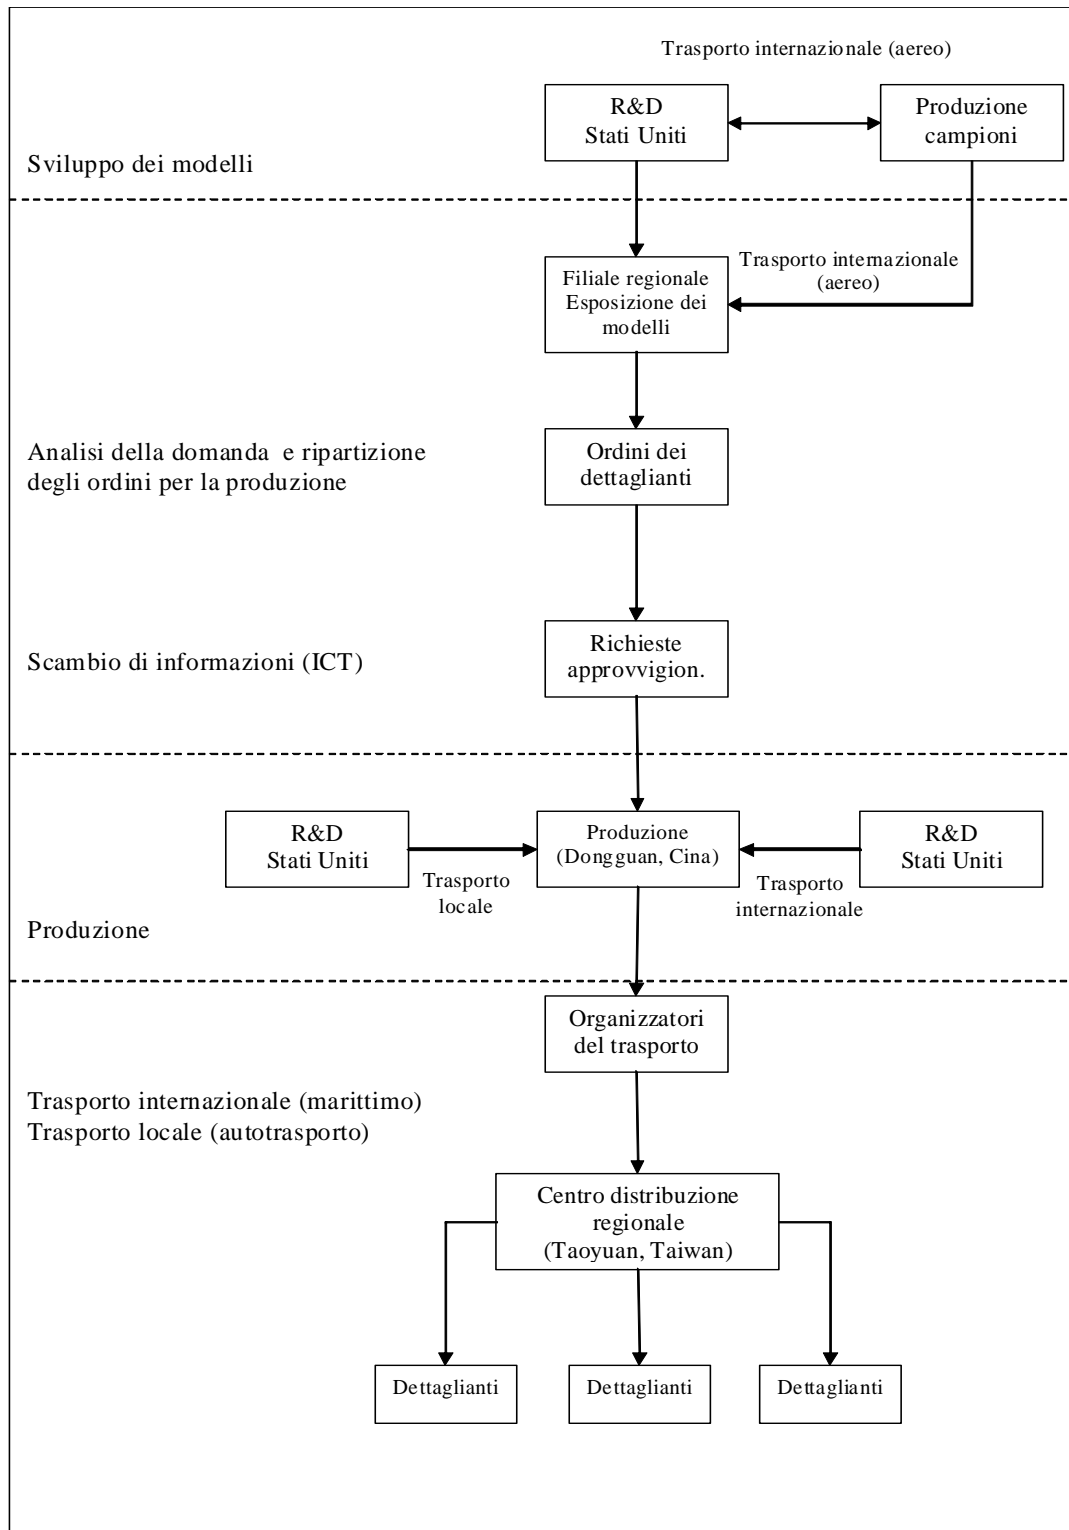 Trasporto internazionale (aereo)
R&D
Stati Uniti
Produzione
campioni
Sviluppo dei modelli
Filiale regionale
Esposizione dei
modelli
Trasporto internazionale
(aereo)
Analisi della domanda e ripartizione
degli ordini per la produzione
Ordini dei
dettaglianti
Scambio di informazioni (ICT)
Richieste
approvvigion.
R&D
Stati Uniti
Trasporto
locale
Produzione
(Dongguan, Cina)
Trasporto
internazionale
R&D
Stati Uniti
Produzione
Organizzatori
del trasporto
Trasporto internazionale (marittimo)
Trasporto locale (autotrasporto)
Centro distribuzione
regionale
(Taoyuan, Taiwan)
Dettaglianti
Dettaglianti
Dettaglianti